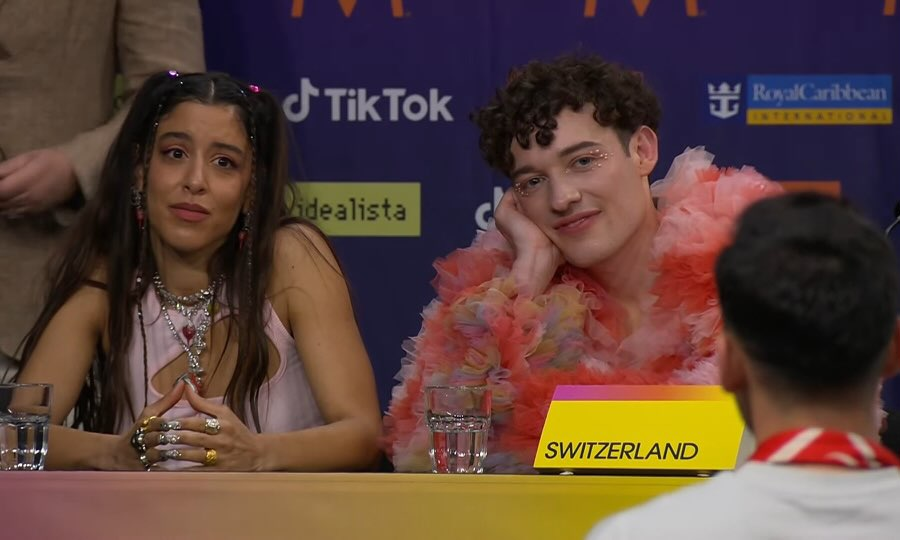 TikTok
RoyalCaribbean
INTERNATIONAL
idealista
SWITZERLAND